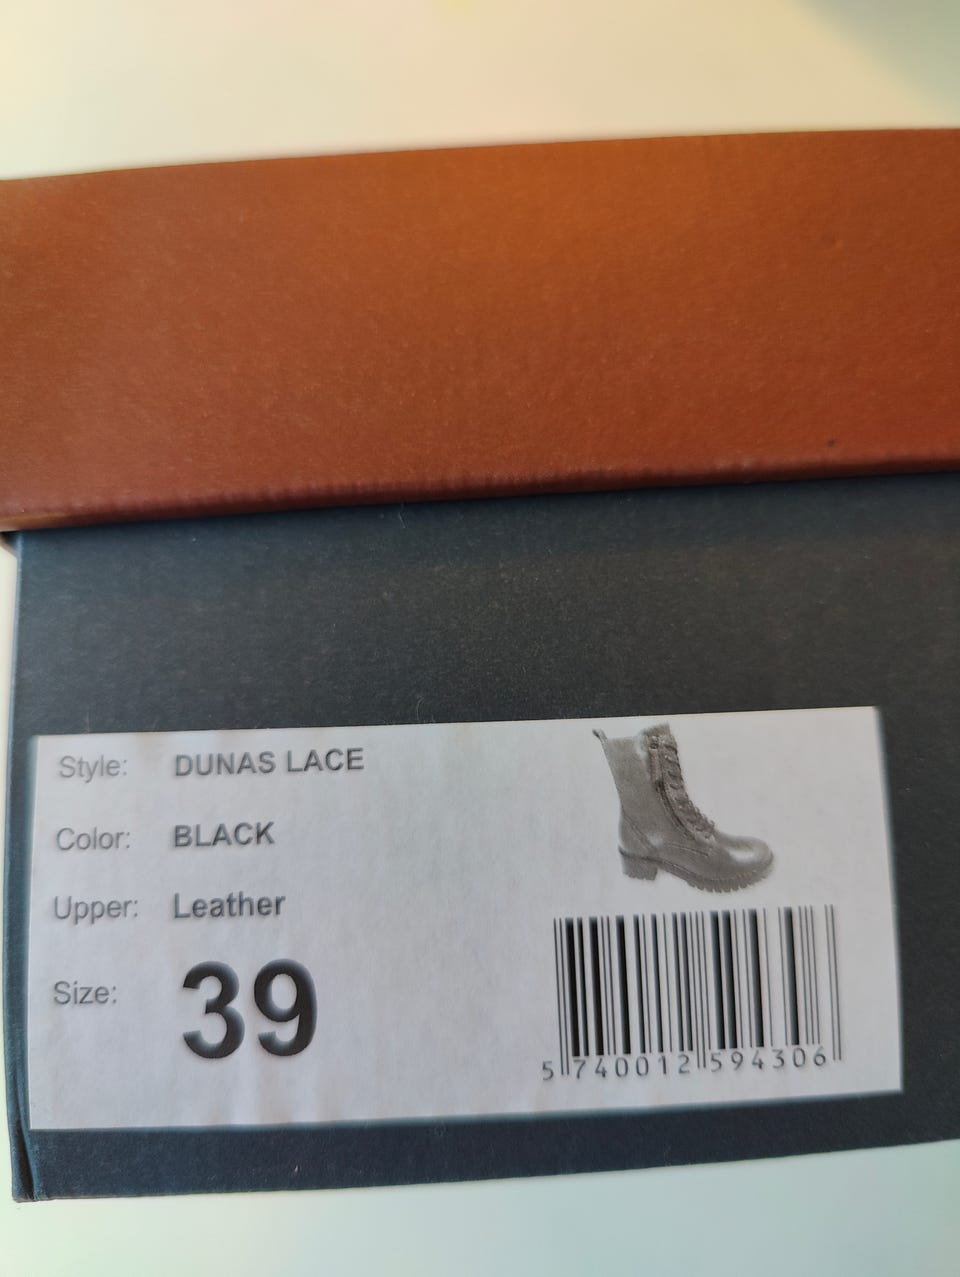 Style: DUNAS LACE
Color: BLACK
Upper: Leather
Size: 39
5 740012 594306